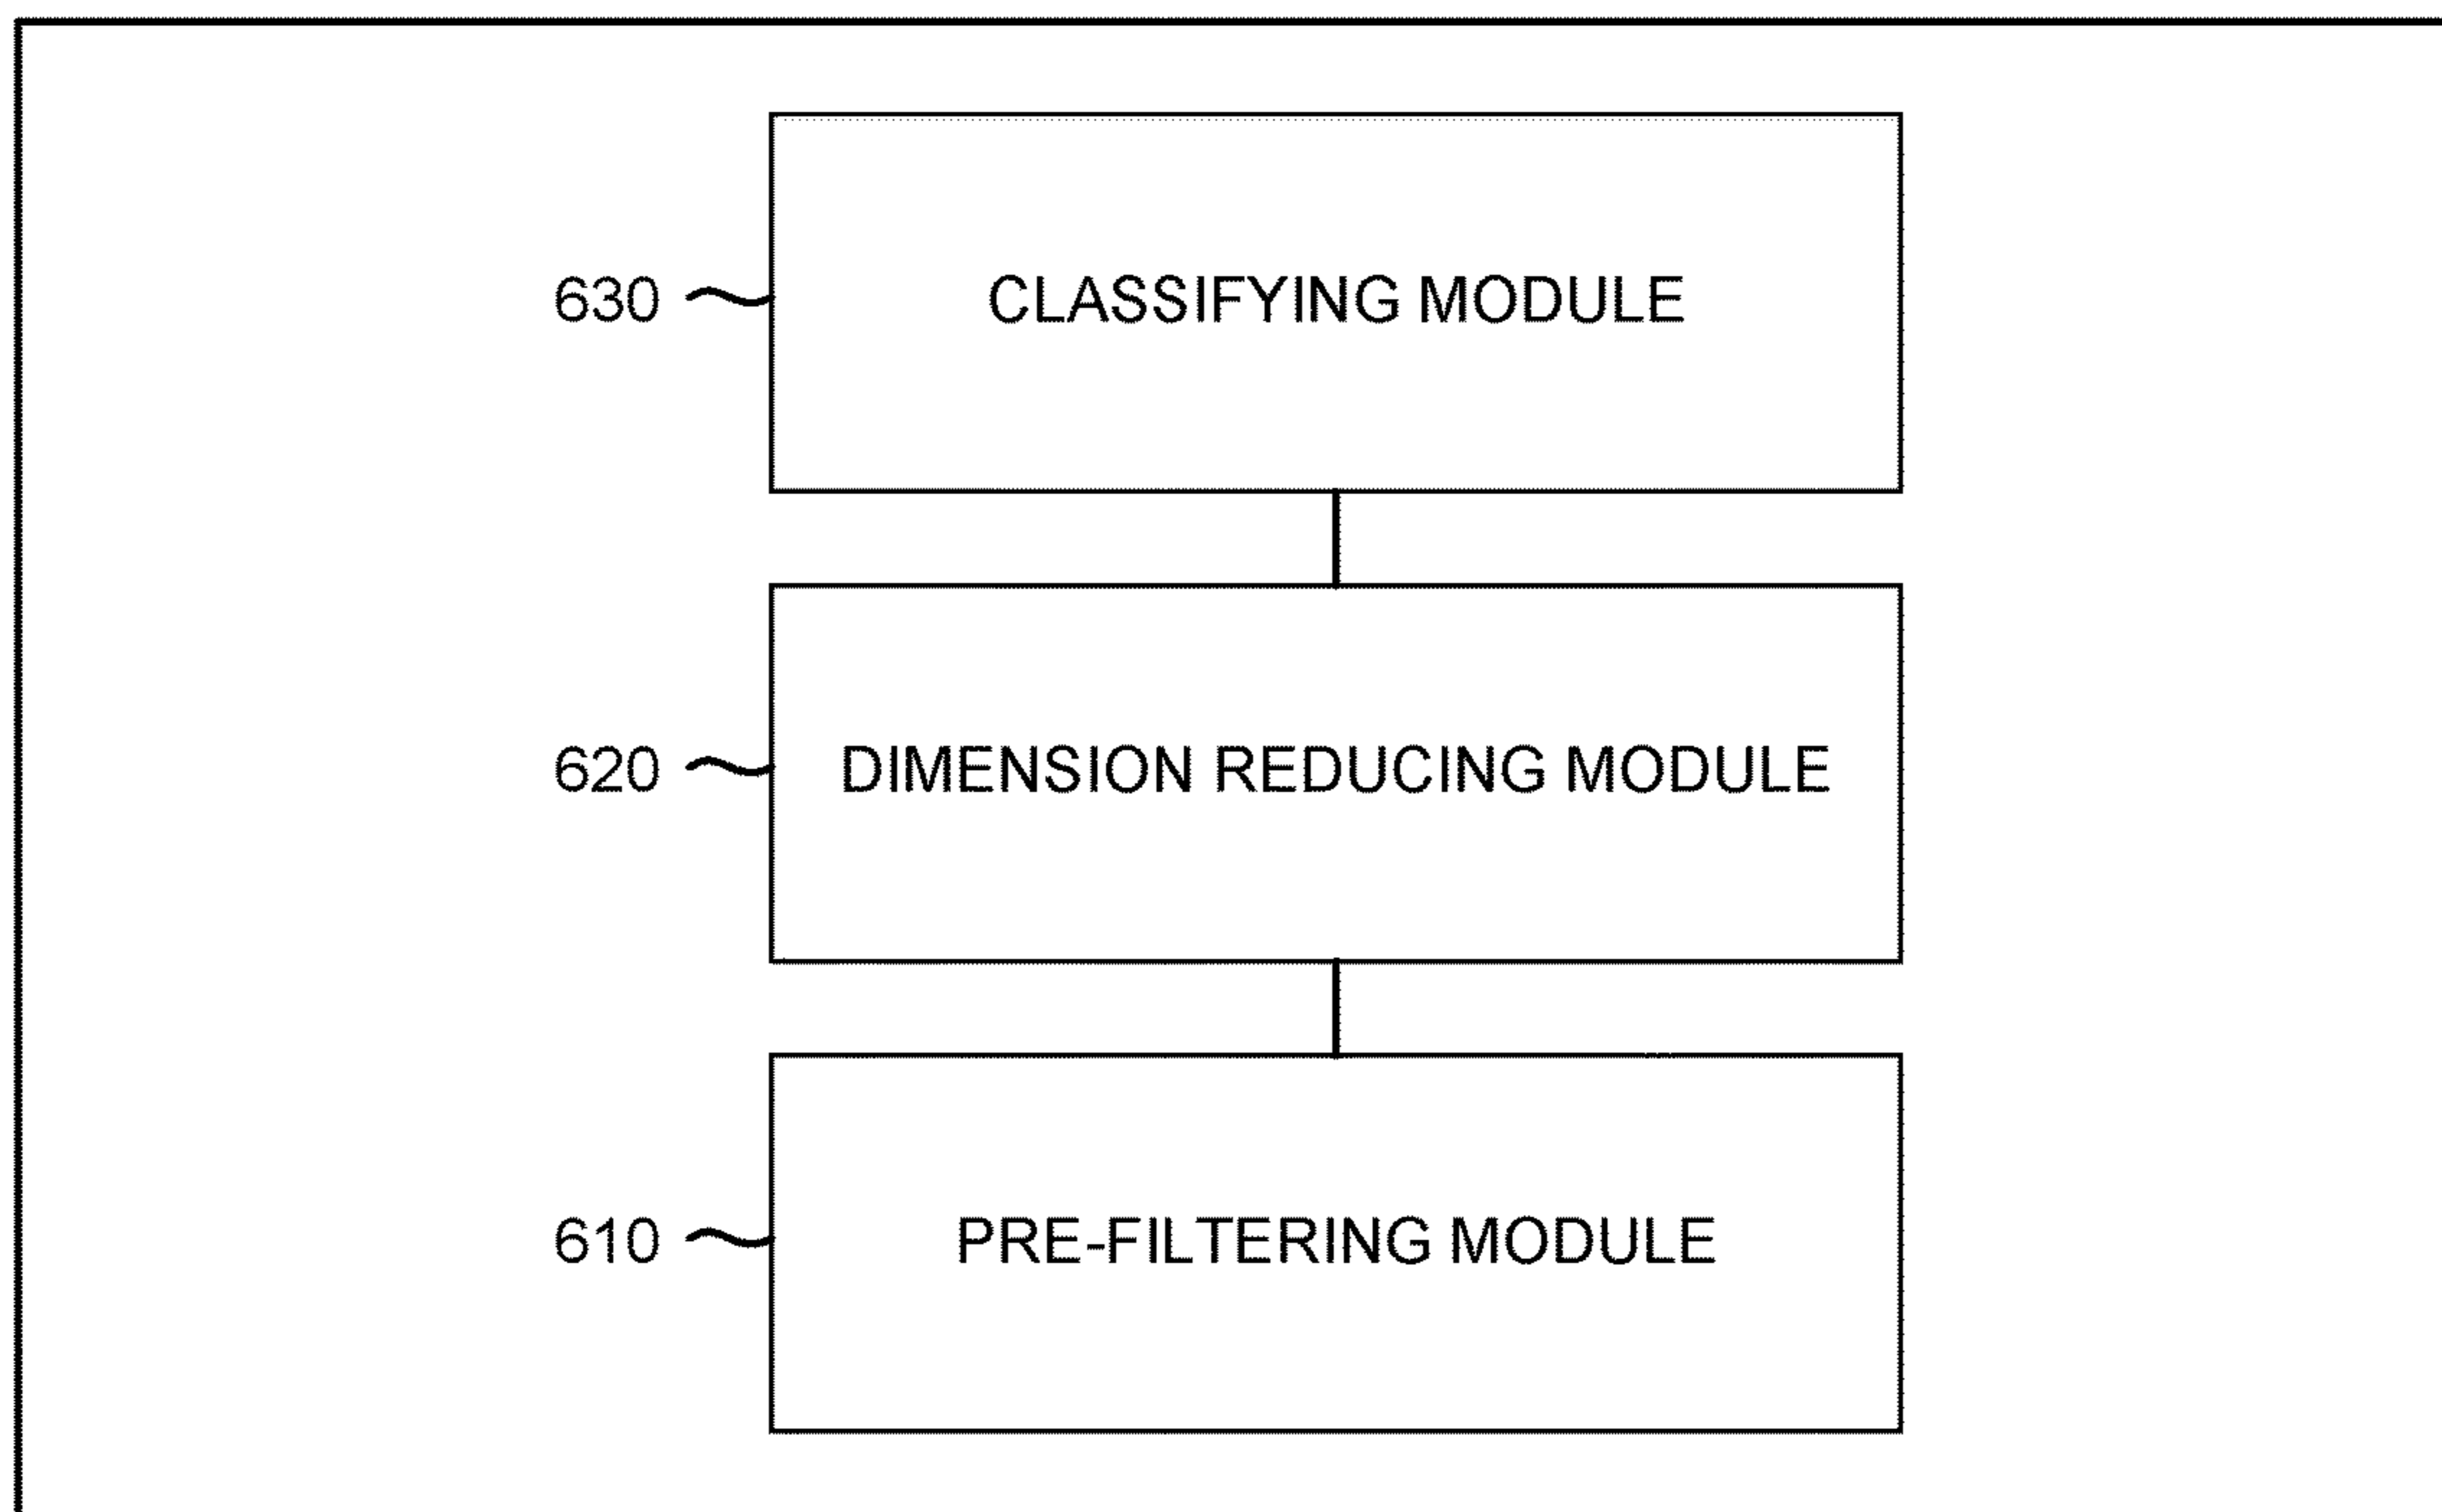 630 CLASSIFYING MODULE
620 DIMENSION REDUCING MODULE
610 PRE-FILTERING MODULE